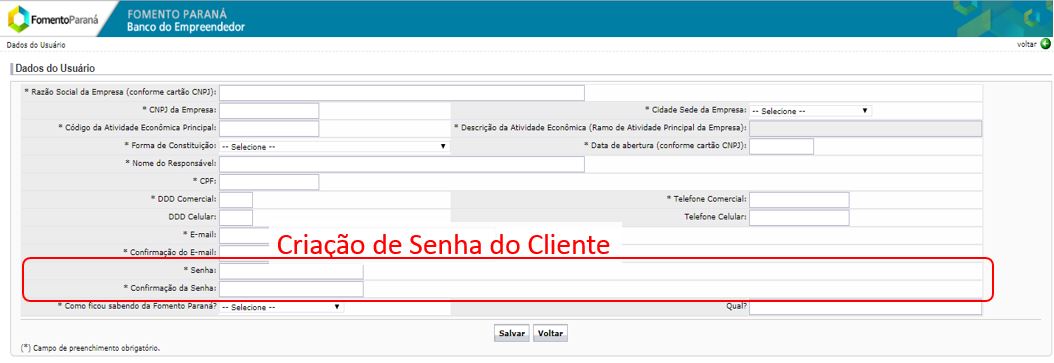 FomentoParaná
FOMENTO PARANÁ
Banco do Empreendedor
Dados do Usuário
voltar
Dados do Usuário
* Razão Social da Empresa (conforme cartão CNPJ):
* CNPJ da Empresa:
* Cidade Sede da Empresa: -- Selecione --
* Código da Atividade Econômica Principal:
* Descrição da Atividade Econômica (Ramo de Atividade Principal da Empresa):
* Forma de Constituição: -- Selecione --
* Data de abertura (conforme cartão CNPJ):
* Nome do Responsável:
* CPF:
* DDD Comercial:
* Telefone Comercial:
DDD Celular:
Telefone Celular:
* E-mail:
Criação de Senha do Cliente
* Confirmação do E-mail:
* Senha:
* Confirmação da Senha:
* Como ficou sabendo da Fomento Paraná? -- Selecione --
Qual?
Salvar Voltar
(*) Campo de preenchimento obrigatório.